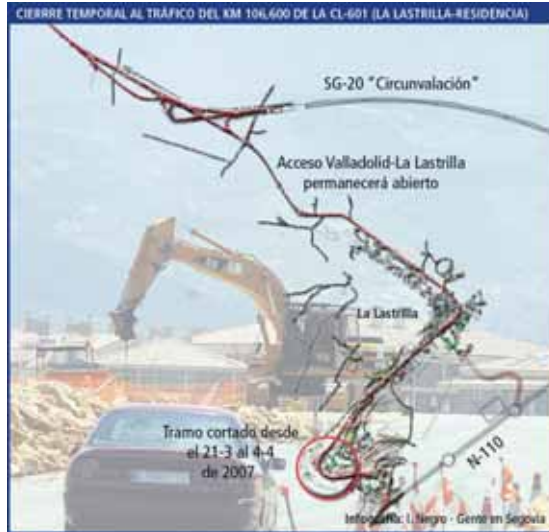 CIERRRE TEMPORAL AL TRÁFICO DEL KM 106,600 DE LA CL-601 (LA LASTRILLA-RESIDENCIA)
SG-20 "Circunvalación"
Acceso Valladolid-La Lastrilla
permanecerá abierto
La Lastrilla
Tramo cortado desde
el 21-3 al 4-4
de 2007
N-110
Infografía: I. Negro - Gente en Segovia